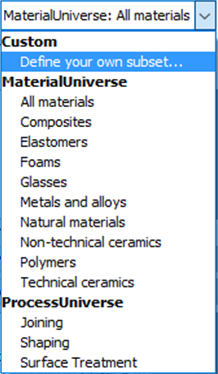 MaterialUniverse: All materials
Custom
Define your own subset...
MaterialUniverse
All materials
Composites
Elastomers
Foams
Glasses
Metals and alloys
Natural materials
Non-technical ceramics
Polymers
Technical ceramics
ProcessUniverse
Joining
Shaping
Surface Treatment